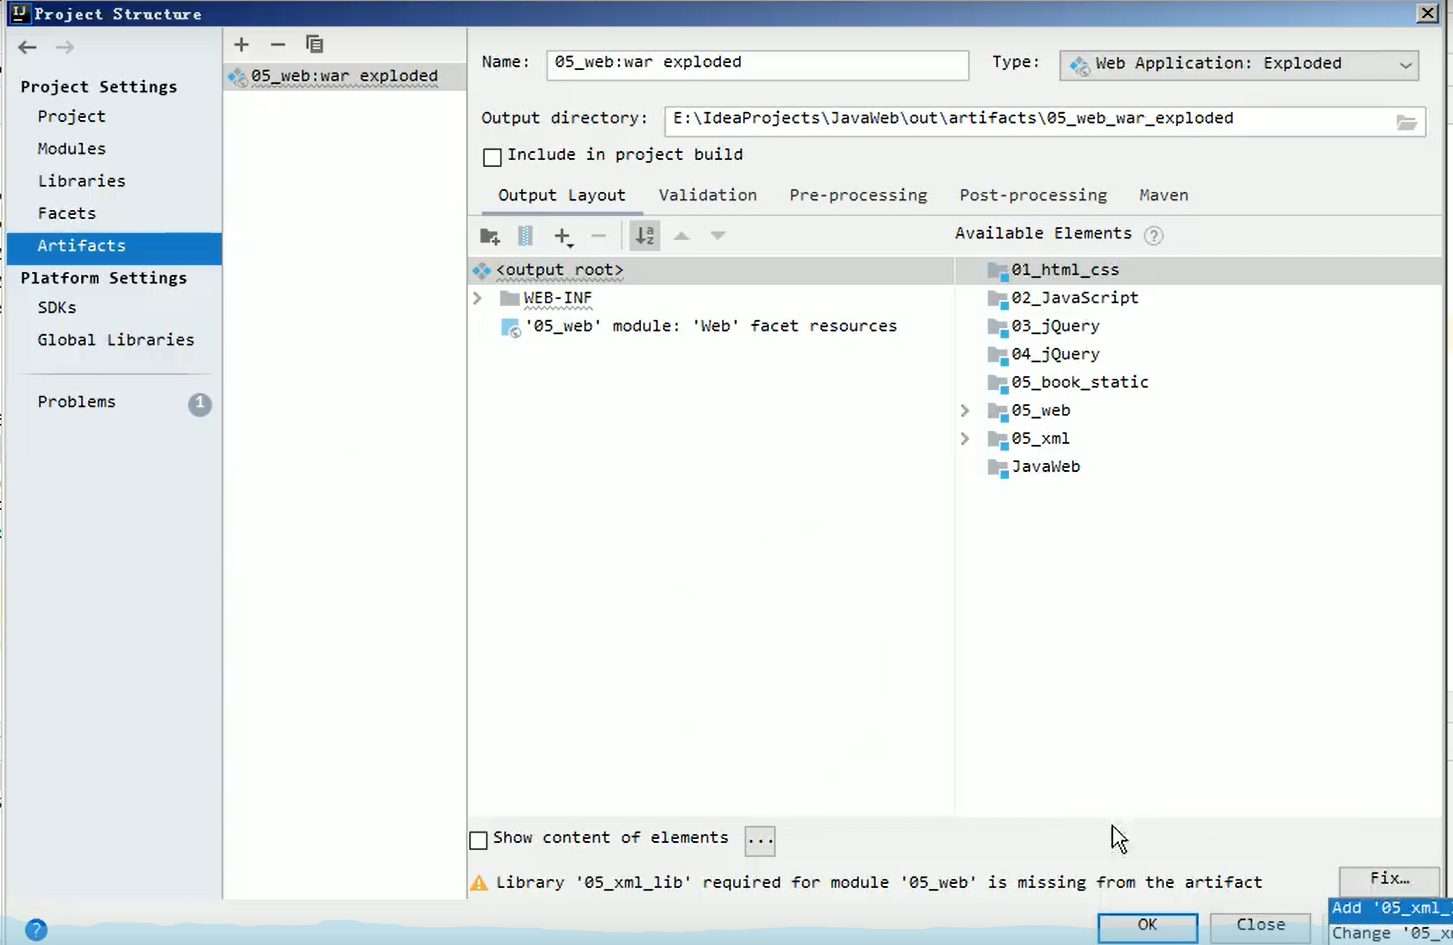 Project Structure
Project Settings
Project
Modules
Libraries
Facets
Artifacts
Platform Settings
SDKs
Global Libraries
Problems 1
05_web:war exploded
Name: 05_web:war exploded Type: Web Application: Exploded
Output directory: E:\IdeaProjects\JavaWeb\out\artifacts\05_web_war_exploded
Include in project build
Output Layout Validation Pre-processing Post-processing Maven
Available Elements ?
<output root>
WEB-INF
'05_web' module: 'Web' facet resources
01_html_css
02_JavaScript
03_jQuery
04_jQuery
05_book_static
05_web
05_xml
JavaWeb
Show content of elements ...
Library '05_xml_lib' required for module '05_web' is missing from the artifact Fix…
Add '05_xml_
Change '05_x
? OK Close